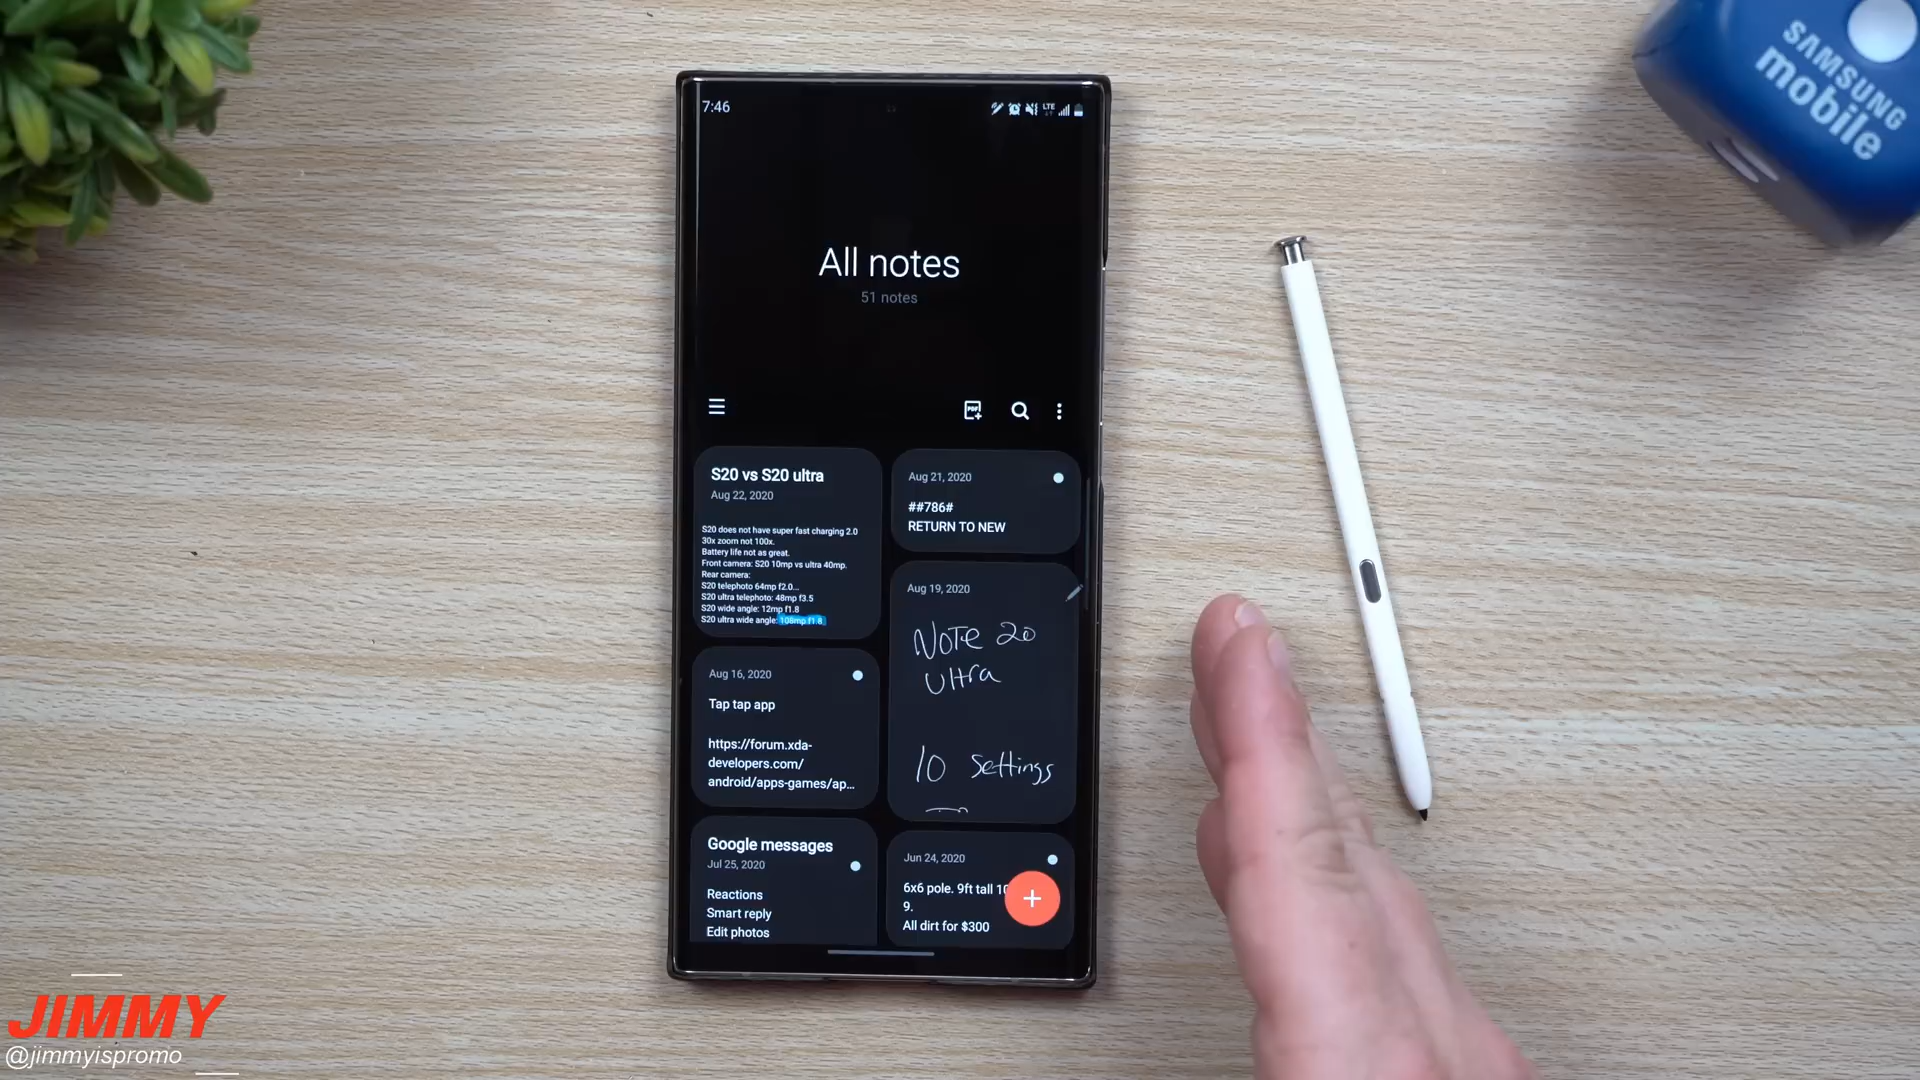 SAMSUNG
mobile
7:46
LTE
All notes
51 notes
PDF
S20 vs S20 ultra
Aug 22, 2020
S20 does not have super fast charging 2.0
30x zoom not 100x.
Battery life not as great.
Front camera: S20 10mp vs ultra 40mp.
Rear camera:
S20 telephoto 64mp f2.0...
S20 ultra telephoto: 48mp f3.5
S20 wide angle: 12mp f1.8
S20 ultra wide angle: 108mp f1.8
Aug 21, 2020
##786#
RETURN TO NEW
Aug 19, 2020
NOTE 20
Ultra
10 Settings
Aug 16, 2020
Tap tap app
https://forum.xda-
developers.com/
android/apps-games/ap...
Google messages
Jul 25, 2020
Reactions
Smart reply
Edit photos
Jun 24, 2020
6x6 pole. 9ft tall 10
9.
All dirt for $300
JIMMY
@jimmyispromo